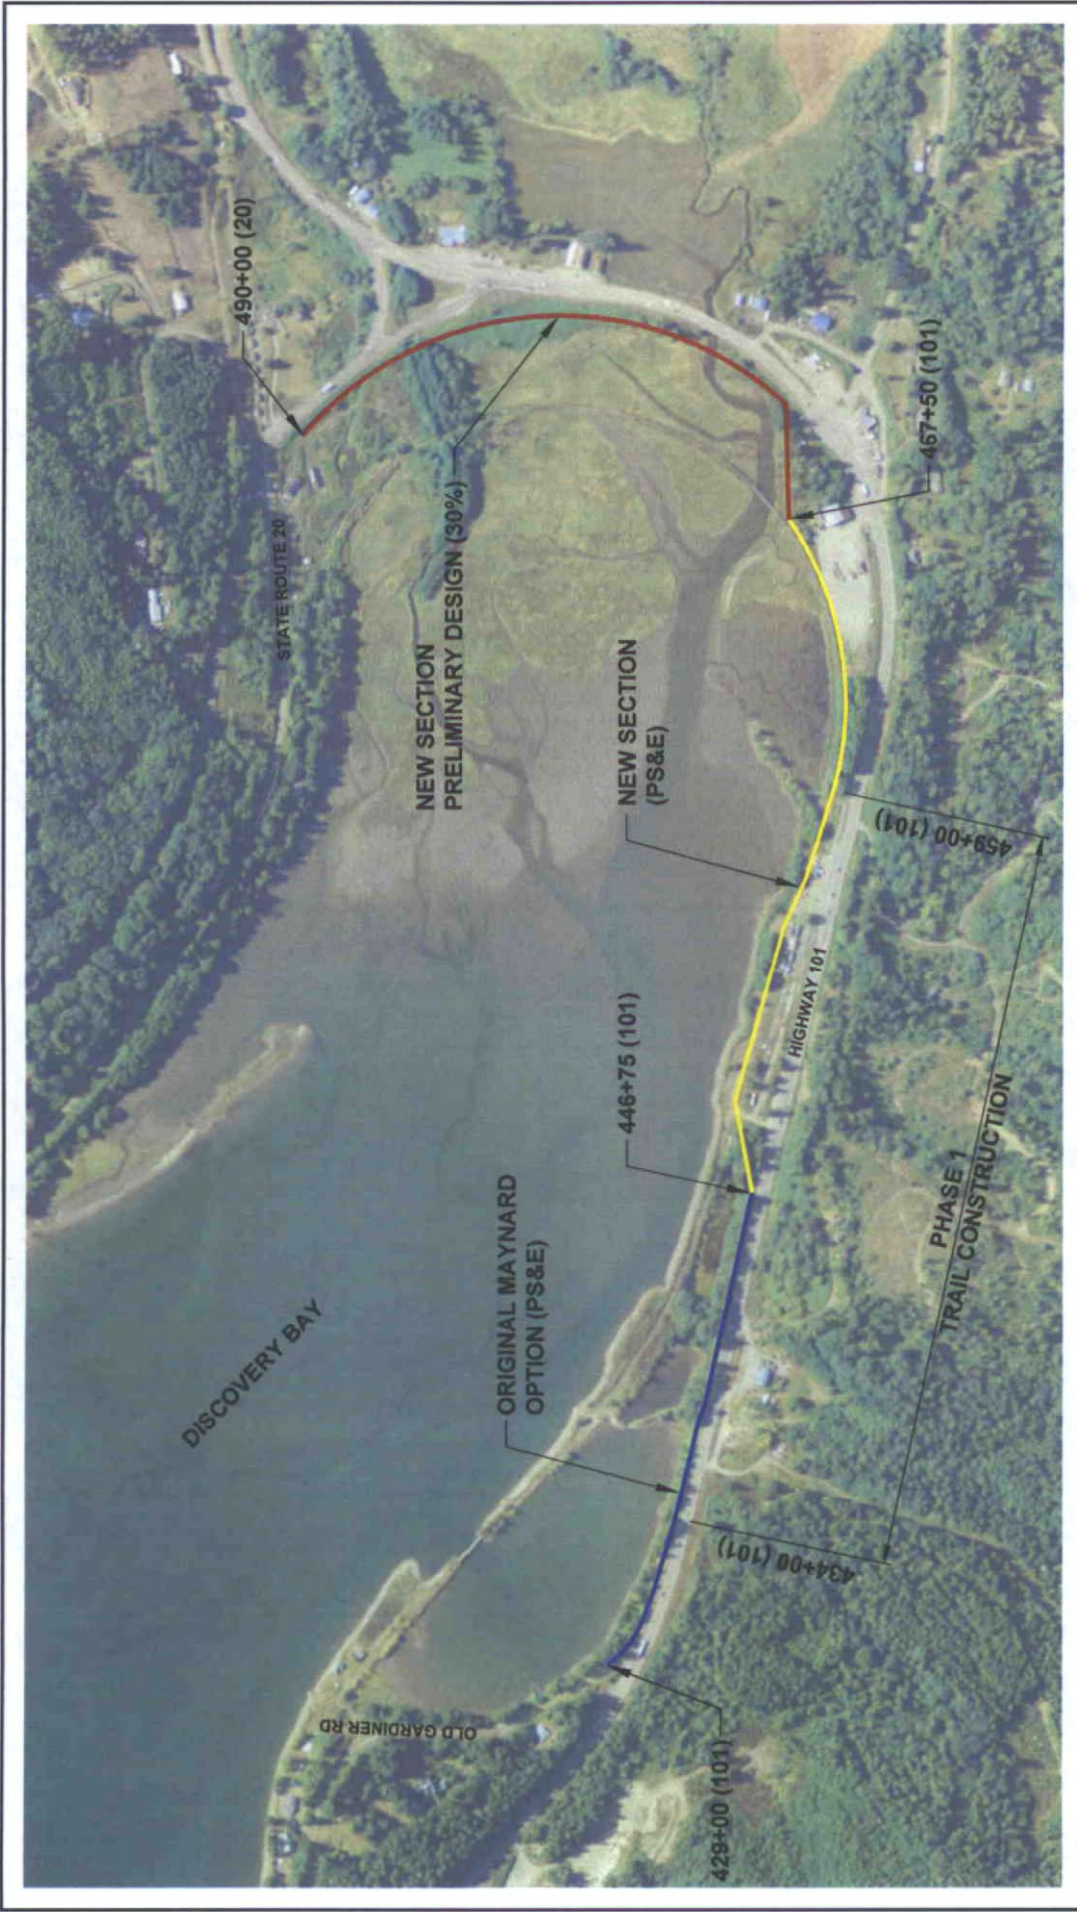 490+00 (20)
STATE ROUTE 20
NEW SECTION
PRELIMINARY DESIGN (30%)
467+50 (101)
NEW SECTION
(PS&E)
459+00 (101)
HIGHWAY 101
446+75 (101)
PHASE 1
TRAIL CONSTRUCTION
DISCOVERY BAY
ORIGINAL MAYNARD
OPTION (PS&E)
434+00 (101)
OLD GARDINER RD
429+00 (101)